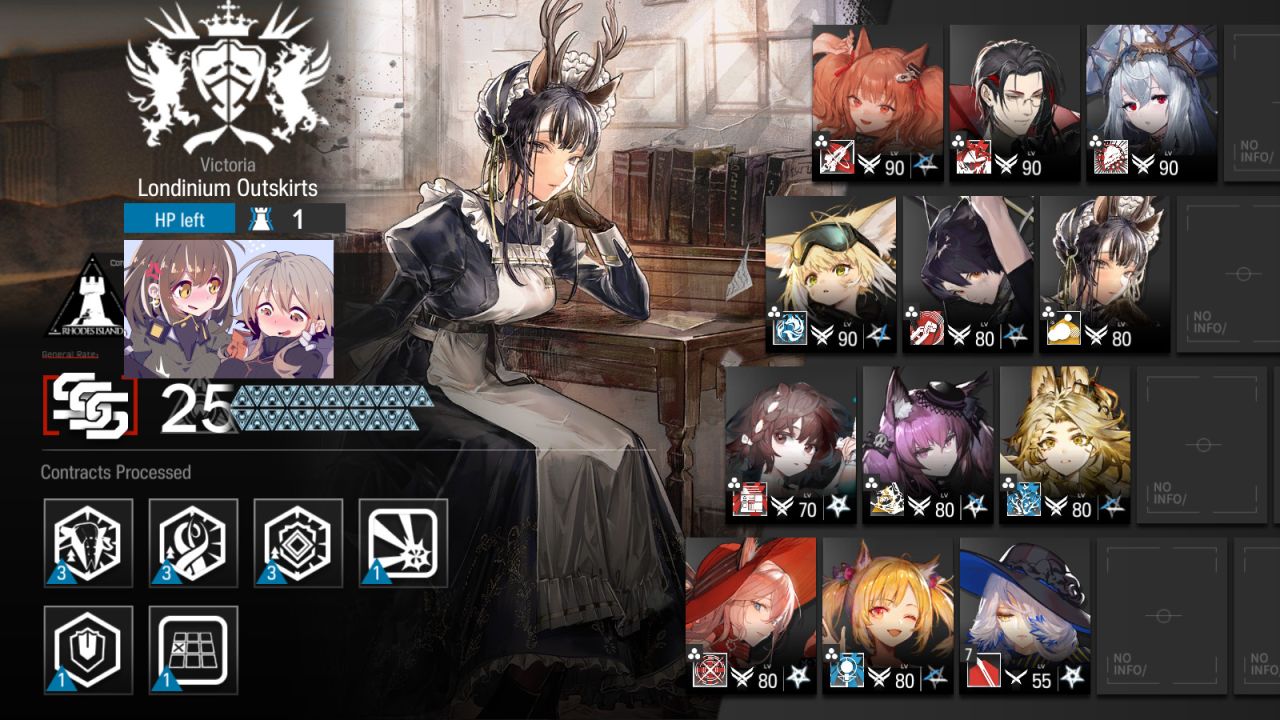 Victoria
Londinium Outskirts
HP left 1
RHODES ISLAND
General Rate:
25
Contracts Processed
3 3 3 1
1 1
LV 90
LV 90
LV 90
NO INFO/
LV 90
LV 80
LV 80
NO INFO/
LV 70
LV 80
LV 80
NO INFO/
LV 80
LV 80
7 LV 55
NO INFO/
NO INFO/